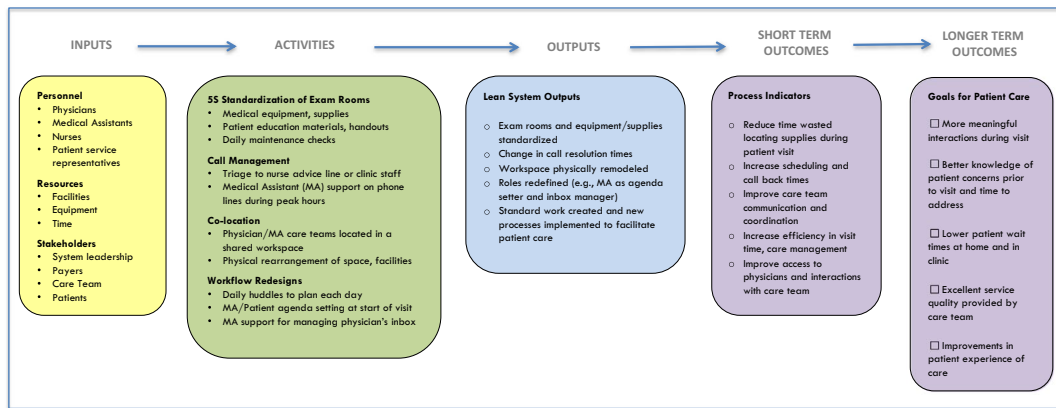 INPUTS
ACTIVITIES
OUTPUTS
SHORT TERM
OUTCOMES
LONGER TERM
OUTCOMES
Personnel
• Physicians
• Medical Assistants
• Nurses
• Patient service
representatives
Resources
• Facilities
• Equipment
• Time
Stakeholders
• System leadership
• Payers
• Care Team
• Patients
5S Standardization of Exam Rooms
• Medical equipment, supplies
• Patient education materials, handouts
• Daily maintenance checks
Call Management
• Triage to nurse advice line or clinic staff
• Medical Assistant (MA) support on phone
lines during peak hours
Co-location
• Physician/MA care teams located in a
shared workspace
• Physical rearrangement of space, facilities
Workflow Redesigns
• Daily huddles to plan each day
• MA/Patient agenda setting at start of visit
• MA support for managing physician's inbox
Lean System Outputs
o Exam rooms and equipment/supplies
standardized
o Change in call resolution times
o Workspace physically remodeled
o Roles redefined (e.g., MA as agenda
setter and inbox manager)
o Standard work created and new
processes implemented to facilitate
patient care
Process Indicators
o Reduce time wasted
locating supplies during
patient visit
o Increase scheduling and
call back times
o Improve care team
communication and
coordination
o Increase efficiency in visit
time, care management
o Improve access to
physicians and interactions
with care team
Goals for Patient Care
☐ More meaningful
interactions during visit
☐ Better knowledge of
patient concerns prior
to visit and time to
address
☐ Lower patient wait
times at home and in
clinic
☐ Excellent service
quality provided by
care team
☐ Improvements in
patient experience of
care